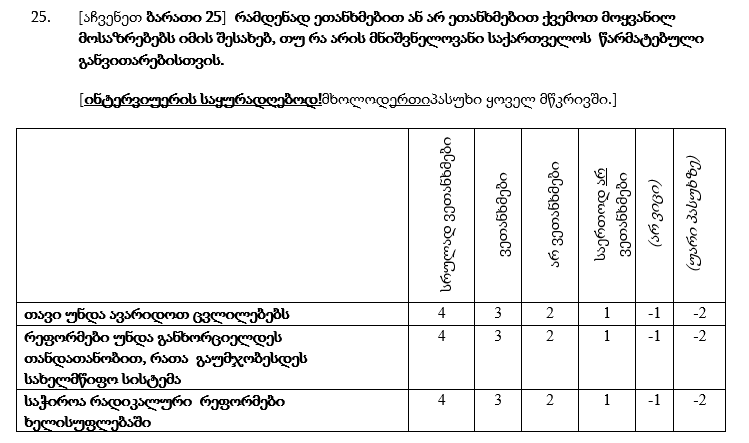 25. [აჩვენეთ ბარათი 25] რამდენად ეთანხმებით ან არ ეთანხმებით ქვემოთ მოყვანილ
მოსაზრებებს იმის შესახებ, თუ რა არის მნიშვნელოვანი საქართველოს წარმატებული
განვითარებისთვის.
[ინტერვიუერის საყურადღებოდ!მხოლოდერთიპასუხი ყოველ მწკრივში.]
სრულად ვეთანხმები
ვეთანხმები
არ ვეთანხმები
საერთოდ არ
ვეთანხმები
(არ ვიცი)
(უარი პასუხზე)
თავი უნდა ავარიდოთ ცვლილებებს 4 3 2 1 -1 -2
რეფორმები უნდა განხორციელდეს 4 3 2 1 -1 -2
თანდათანობით, რათა გაუმჯობესდეს
სახელმწიფო სისტემა
საჭიროა რადიკალური რეფორმები 4 3 2 1 -1 -2
ხელისუფლებაში